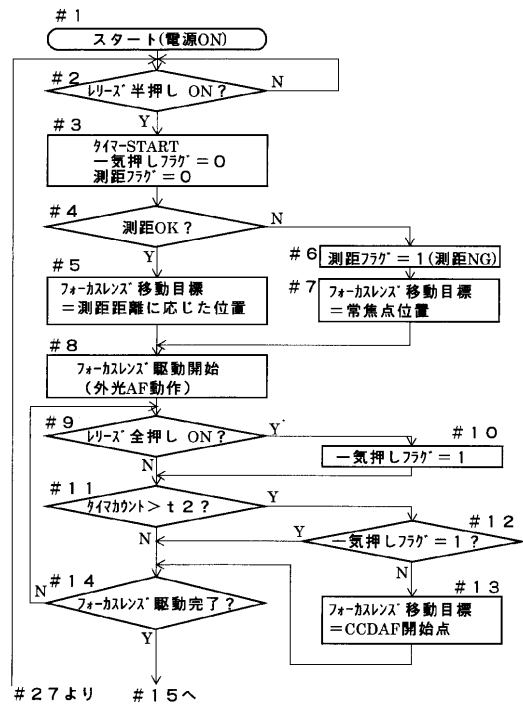 #1
スタート(電源ON)
#2
ﾚﾘｰｽﾞ半押し ON?
N
Y
#3
ﾀｲﾏｰSTART
一気押しﾌﾗｸﾞ=0
測距ﾌﾗｸﾞ=0
#4
測距OK?
N
Y
#5
ﾌｫｰｶｽﾚﾝｽﾞ移動目標
=測距距離に応じた位置
#6
測距ﾌﾗｸﾞ=1(測距NG)
#7
ﾌｫｰｶｽﾚﾝｽﾞ移動目標
=常焦点位置
#8
ﾌｫｰｶｽﾚﾝｽﾞ駆動開始
(外光AF動作)
#9
ﾚﾘｰｽﾞ全押し ON?
Y
N
#10
一気押しﾌﾗｸﾞ=1
#11
ﾀｲﾏｶｳﾝﾄ>t2?
Y
N
#12
一気押しﾌﾗｸﾞ=1?
Y
N
#13
ﾌｫｰｶｽﾚﾝｽﾞ移動目標
=CCDAF開始点
#14
ﾌｫｰｶｽﾚﾝｽﾞ駆動完了?
N
Y
#27より
#15へ